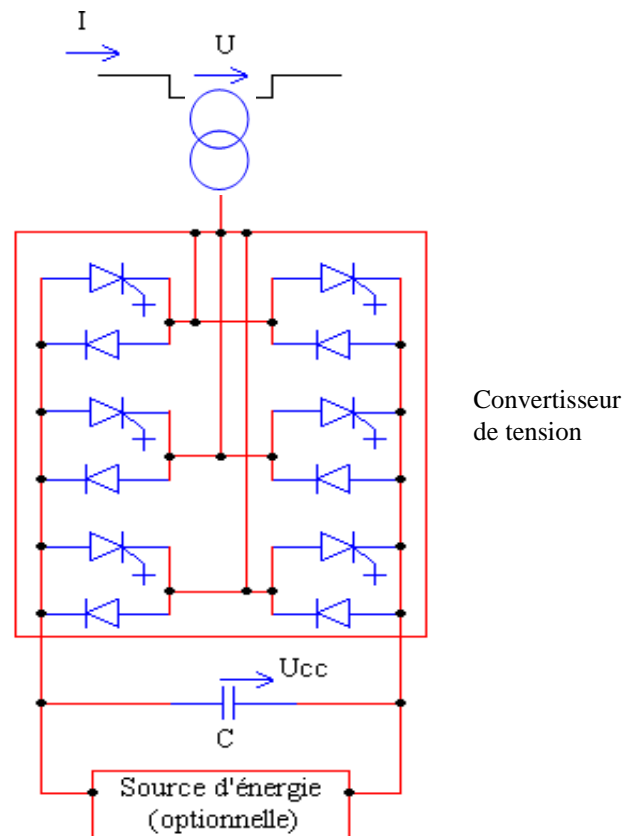 I
U
Convertisseur
de tension
Ucc
C
Source d'énergie
(optionnelle)